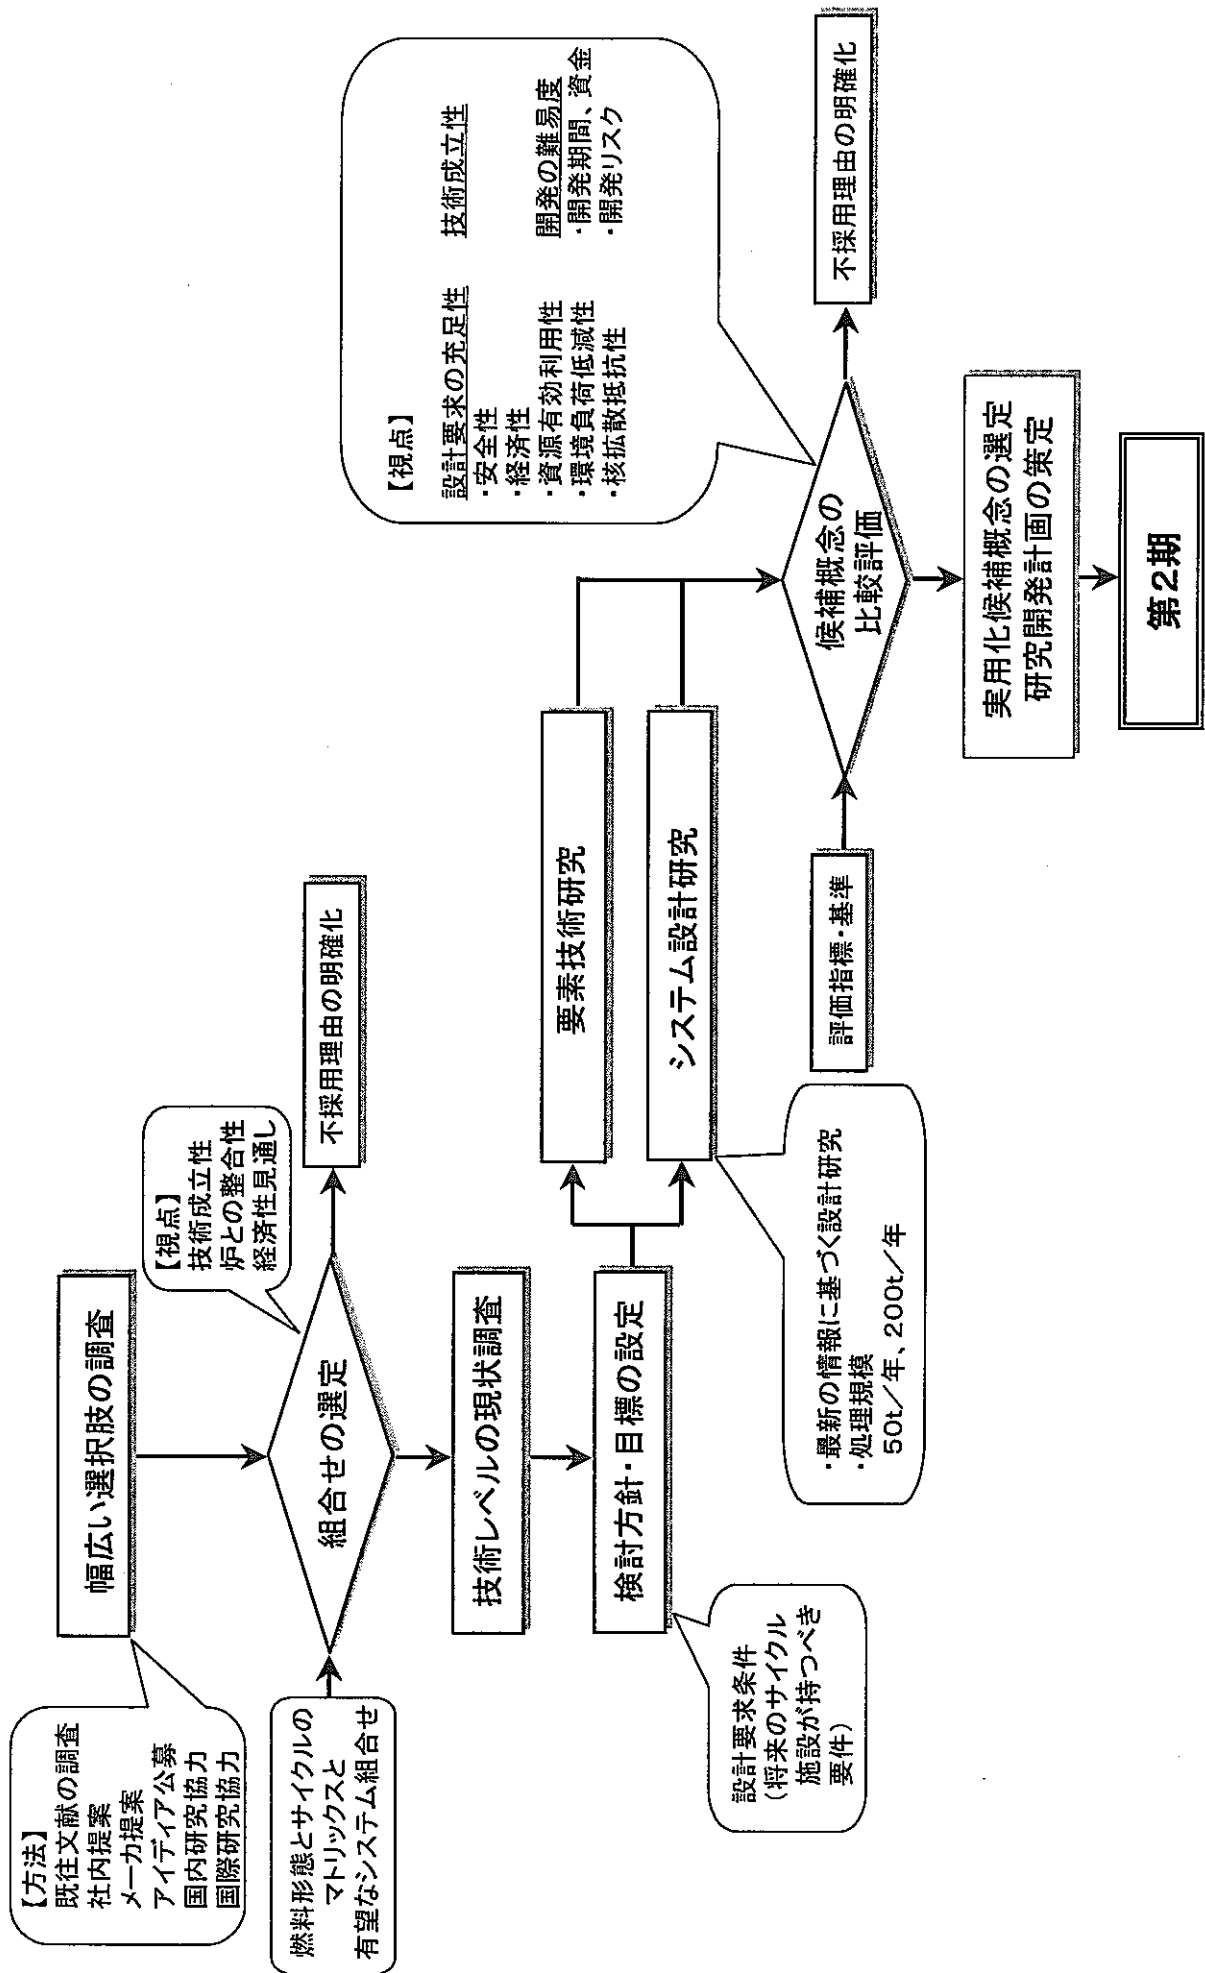 【方法】
既往文献の調査
社内提案
メーカ提案
アイディア公募
国内研究協力
国際研究協力
幅広い選択肢の調査
燃料形態とサイクルの
マトリックスと
有望なシステム組合せ
組合せの選定
【視点】
技術成立性
炉との整合性
経済性見通し
不採用理由の明確化
技術レベルの現状調査
検討方針・目標の設定
設計要求条件
(将来のサイクル
施設が持つべき
要件)
要素技術研究
システム設計研究
・最新の情報に基づく設計研究
・処理規模
50t/年、200t/年
【視点】
設計要求の充足性
・安全性
・経済性
・資源有効利用性
・環境負荷低減性
・核拡散抵抗性
技術成立性
開発の難易度
・開発期間、資金
・開発リスク
評価指標・基準
候補概念の
比較評価
不採用理由の明確化
実用化候補概念の選定
研究開発計画の策定
第2期